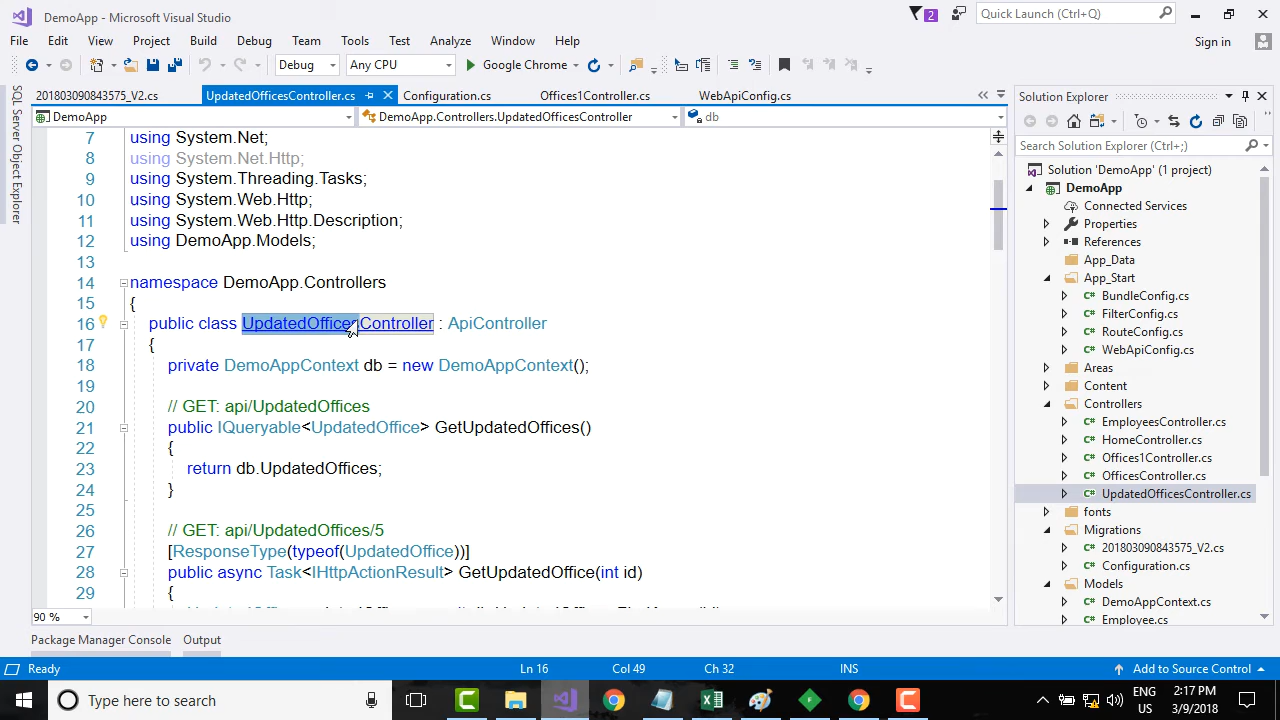 DemoApp - Microsoft Visual Studio
2
Quick Launch (Ctrl+Q)
File Edit View Project Build Debug Team Tools Test Analyze Window Help
Sign in
Debug Any CPU Google Chrome
SQL Server Object Explorer
201803090843575_V2.cs UpdatedOfficesController.cs Configuration.cs Offices1Controller.cs WebApiConfig.cs
DemoApp DemoApp.Controllers.UpdatedOfficesController db
7 using System.Net;
8 using System.Net.Http;
9 using System.Threading.Tasks;
10 using System.Web.Http;
11 using System.Web.Http.Description;
12 using DemoApp.Models;
13
14 namespace DemoApp.Controllers
15 {
16 public class UpdatedOfficesController : ApiController
17 {
18 private DemoAppContext db = new DemoAppContext();
19
20 // GET: api/UpdatedOffices
21 public IQueryable<UpdatedOffice> GetUpdatedOffices()
22 {
23 return db.UpdatedOffices;
24 }
25
26 // GET: api/UpdatedOffices/5
27 [ResponseType(typeof(UpdatedOffice))]
28 public async Task<IHttpActionResult> GetUpdatedOffice(int id)
29 {
90 %
Solution Explorer
Search Solution Explorer (Ctrl+;)
Solution 'DemoApp' (1 project)
DemoApp
Connected Services
Properties
References
App_Data
App_Start
C# BundleConfig.cs
C# FilterConfig.cs
C# RouteConfig.cs
C# WebApiConfig.cs
Areas
Content
Controllers
C# EmployeesController.cs
C# HomeController.cs
C# Offices1Controller.cs
C# OfficesController.cs
C# UpdatedOfficesController.cs
fonts
Migrations
C# 201803090843575_V2.cs
C# Configuration.cs
Models
C# DemoAppContext.cs
C# Employee.cs
Package Manager Console Output
Ready Ln 16 Col 49 Ch 32 INS Add to Source Control
Type here to search
ENG
US
2:17 PM
3/9/2018